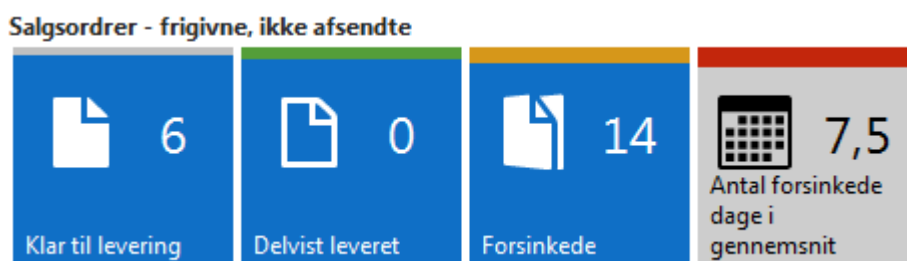 Salgsordrer - frigivne, ikke afsendte
6
Klar til levering
0
Delvist leveret
14
Forsinkede
7,5
Antal forsinkede
dage i
gennemsnit